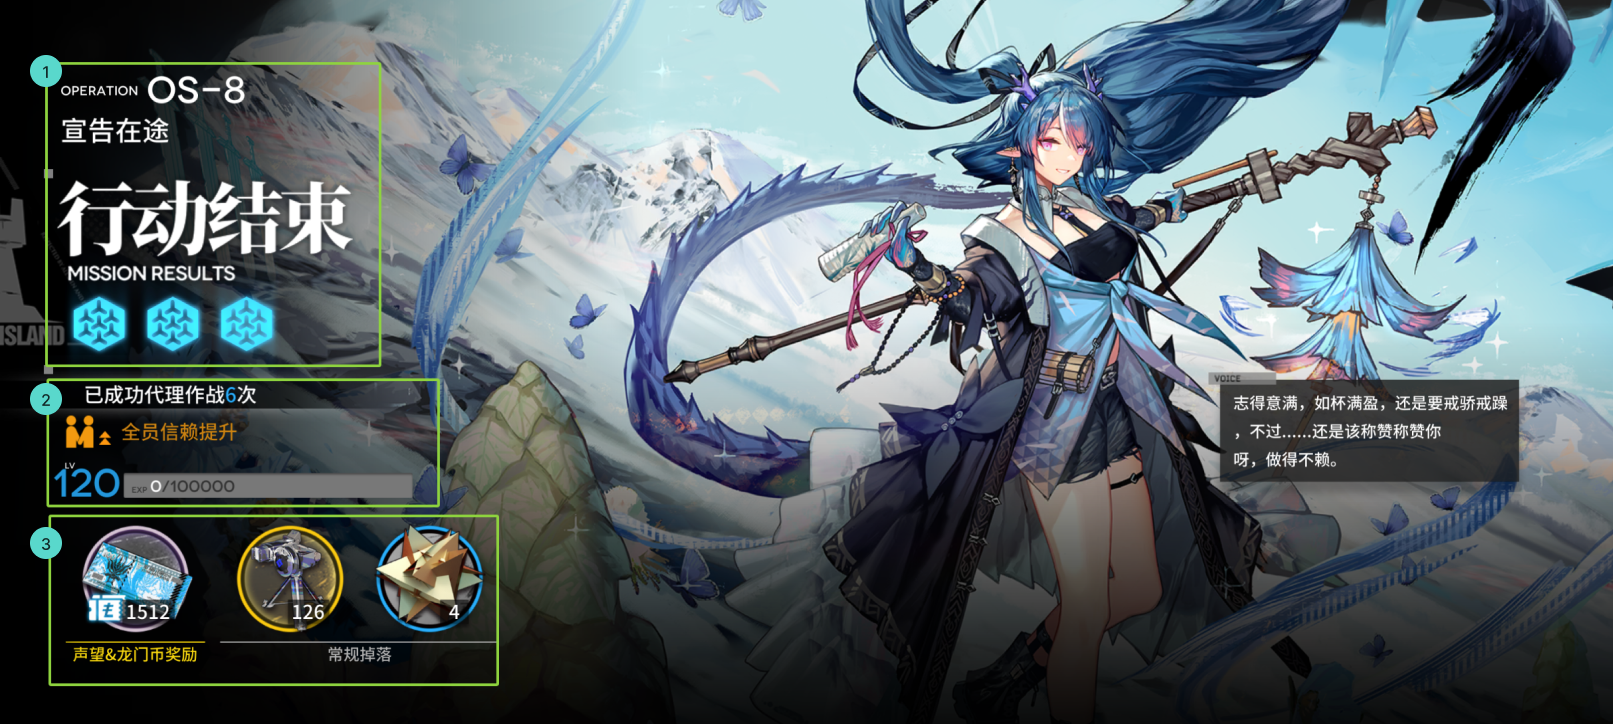 1
OPERATION OS-8
宣告在途
行动结束
MISSION RESULTS
ISLAND
2
已成功代理作战6次
全员信赖提升
LV
120
EXP 0/100000
3
1512
126
4
声望&龙门币奖励
常规掉落
VOICE
志得意满，如杯满盈，还是要戒骄戒躁
，不过......还是该称赞称赞你
呀，做得不赖。